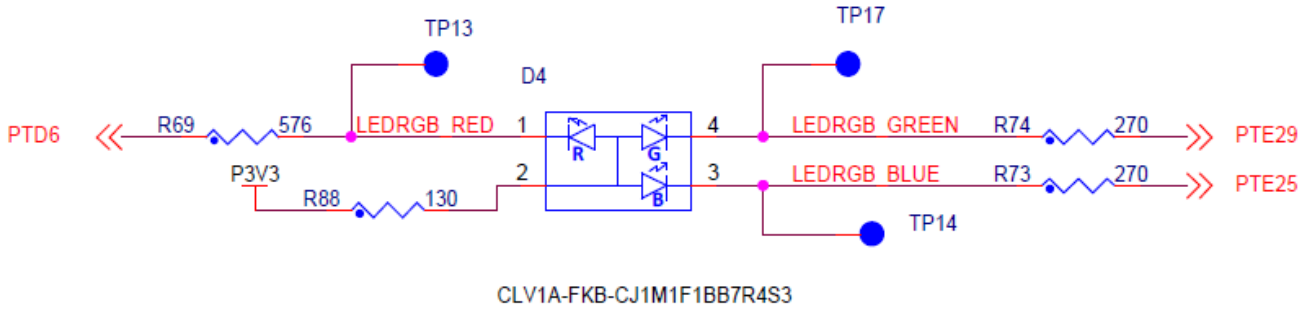 TP13
TP17
D4
PTD6 R69 576 LEDRGB_RED 1 4 LEDRGB_GREEN R74 270 PTE29
R G
P3V3
R88 130 2 3 LEDRGB_BLUE R73 270 PTE25
B
TP14
CLV1A-FKB-CJ1M1F1BB7R4S3